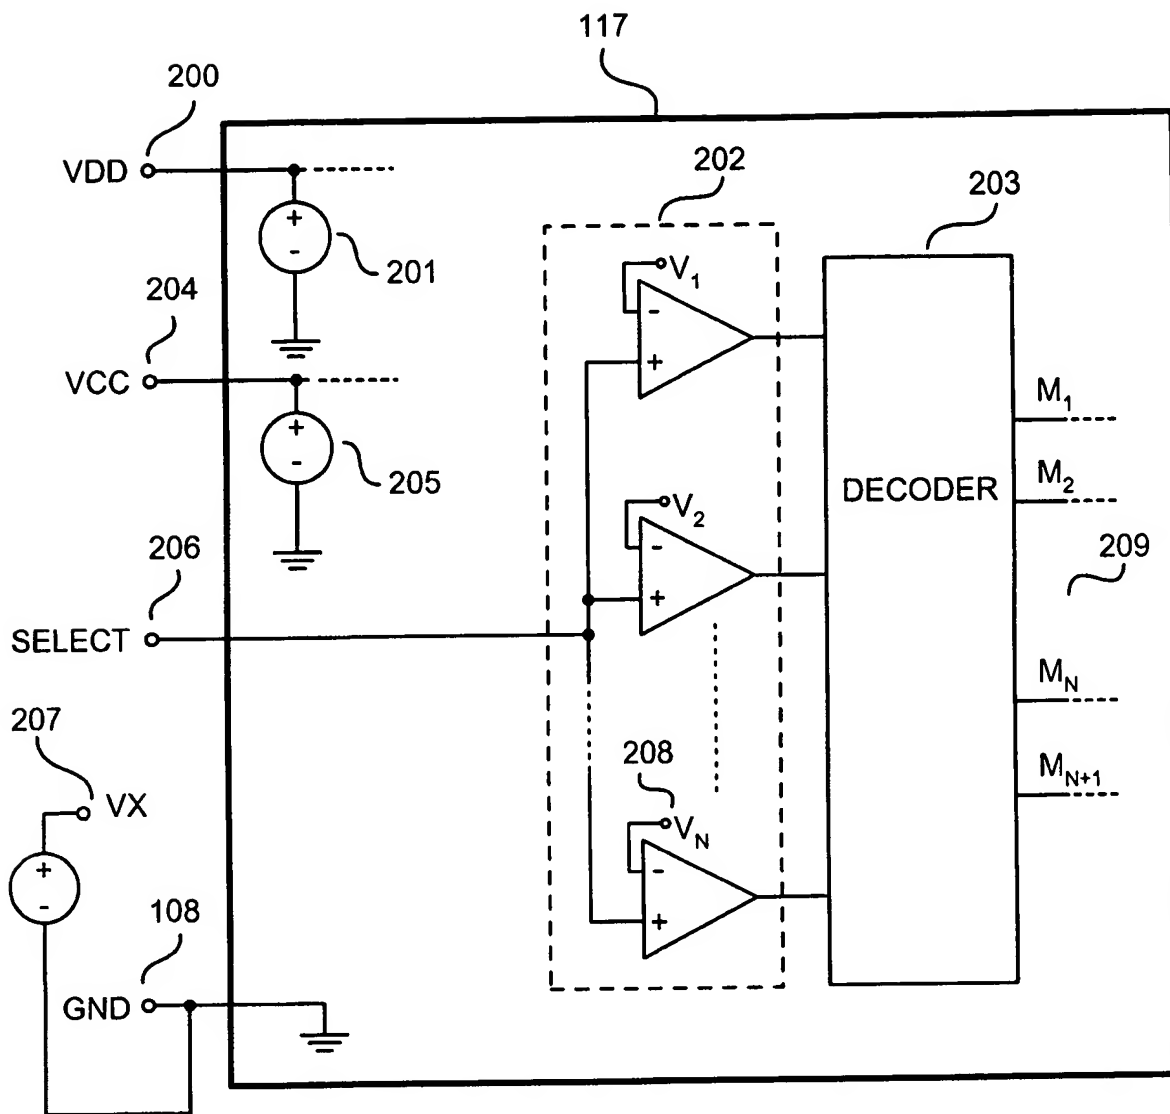 117
200
VDD
+
-
201
202
203
V1
-
+
204
VCC
+
-
205
M1
DECODER
M2
V2
-
+
206
209
SELECT
MN
207
VX
208
MN+1
VN
-
+
+
-
108
GND